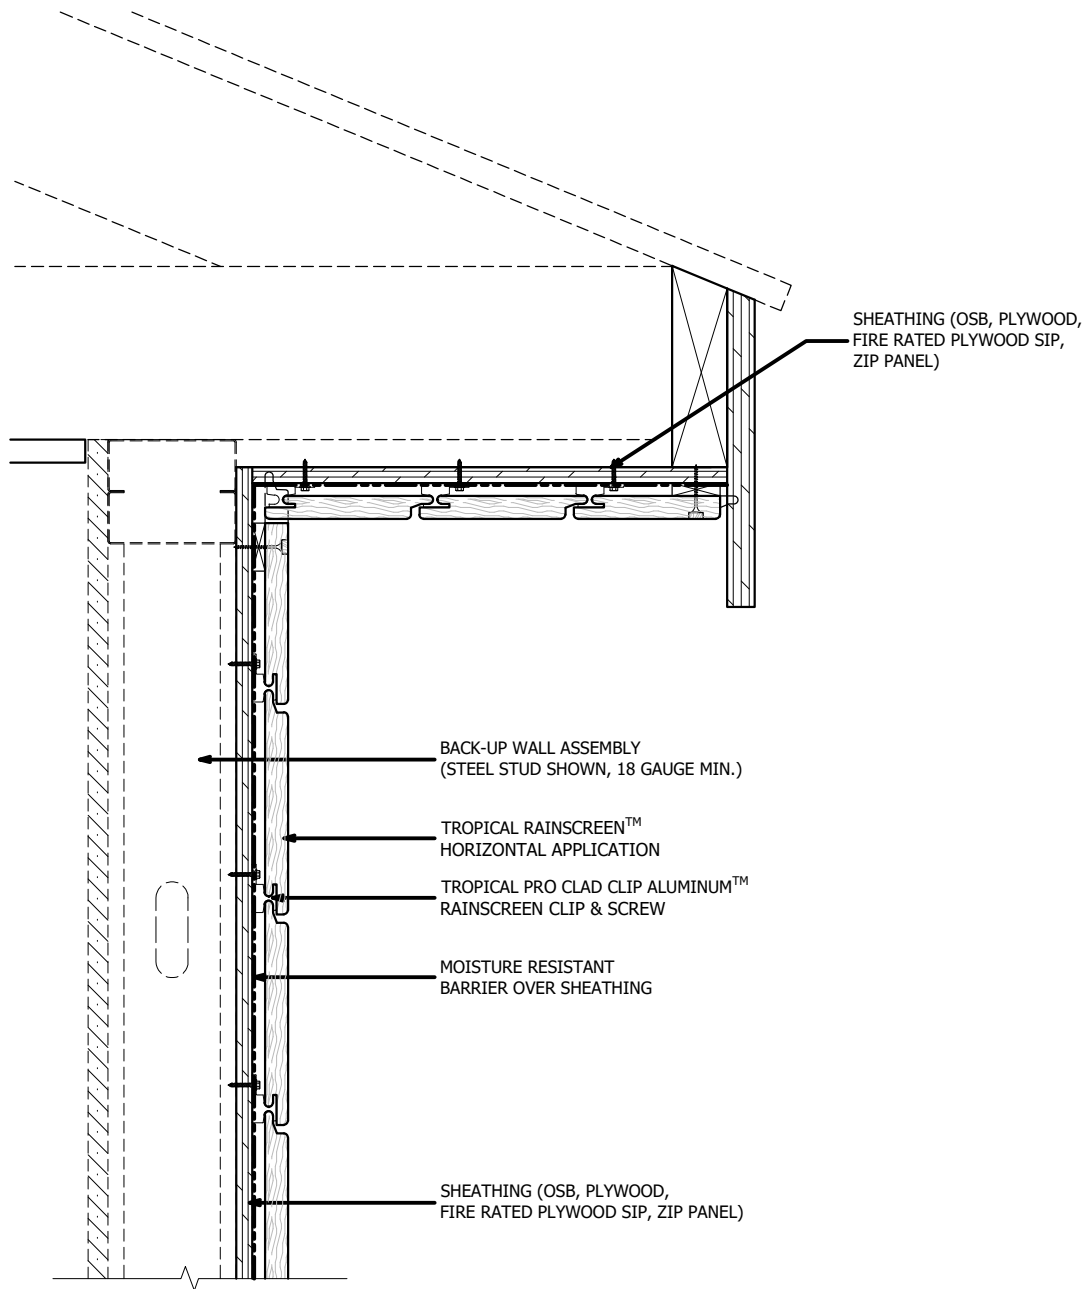 SHEATHING (OSB, PLYWOOD,
FIRE RATED PLYWOOD SIP,
ZIP PANEL)
BACK-UP WALL ASSEMBLY
(STEEL STUD SHOWN, 18 GAUGE MIN.)
TROPICAL RAINSCREEN™
HORIZONTAL APPLICATION
TROPICAL PRO CLAD CLIP ALUMINUM™
RAINSCREEN CLIP & SCREW
MOISTURE RESISTANT
BARRIER OVER SHEATHING
SHEATHING (OSB, PLYWOOD,
FIRE RATED PLYWOOD SIP, ZIP PANEL)